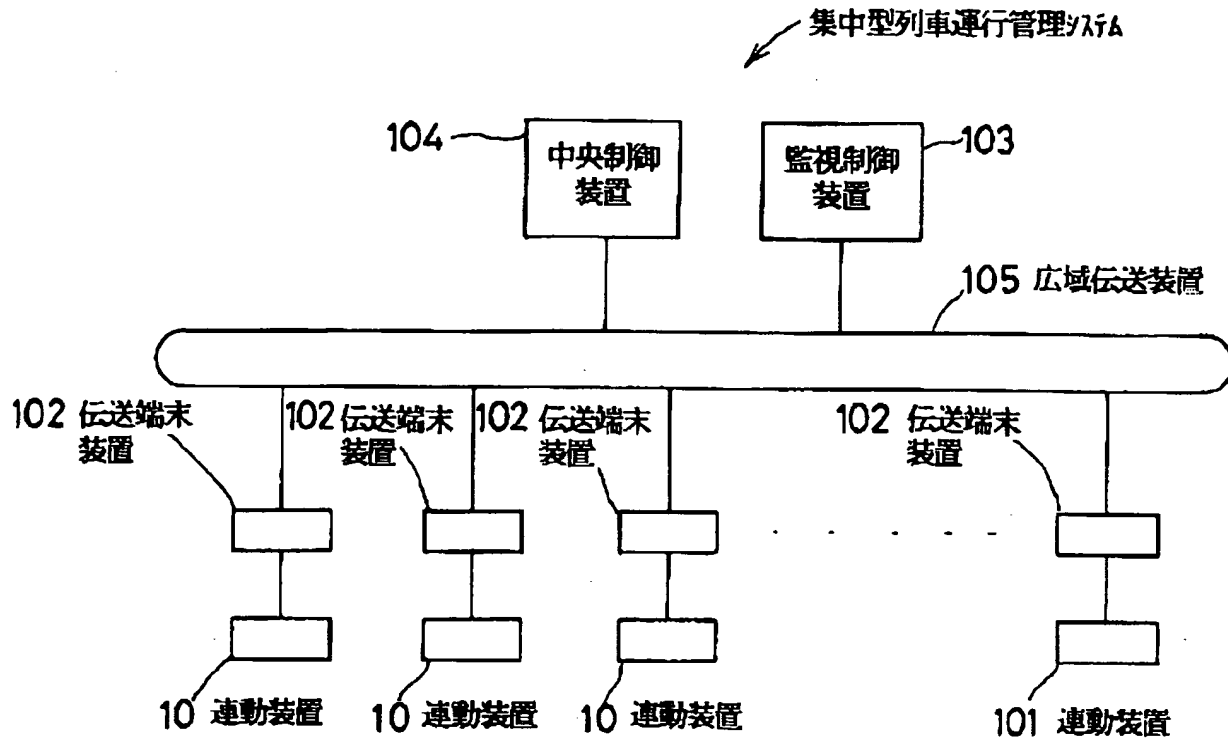 集中型列車運行管理システム
104
中央制御
装置
監視制御
装置
103
105 広域伝送装置
102 伝送端末
装置
102 伝送端末
装置
102 伝送端末
装置
102 伝送端末
装置
10 連動装置
10 連動装置
10 連動装置
101 連動装置